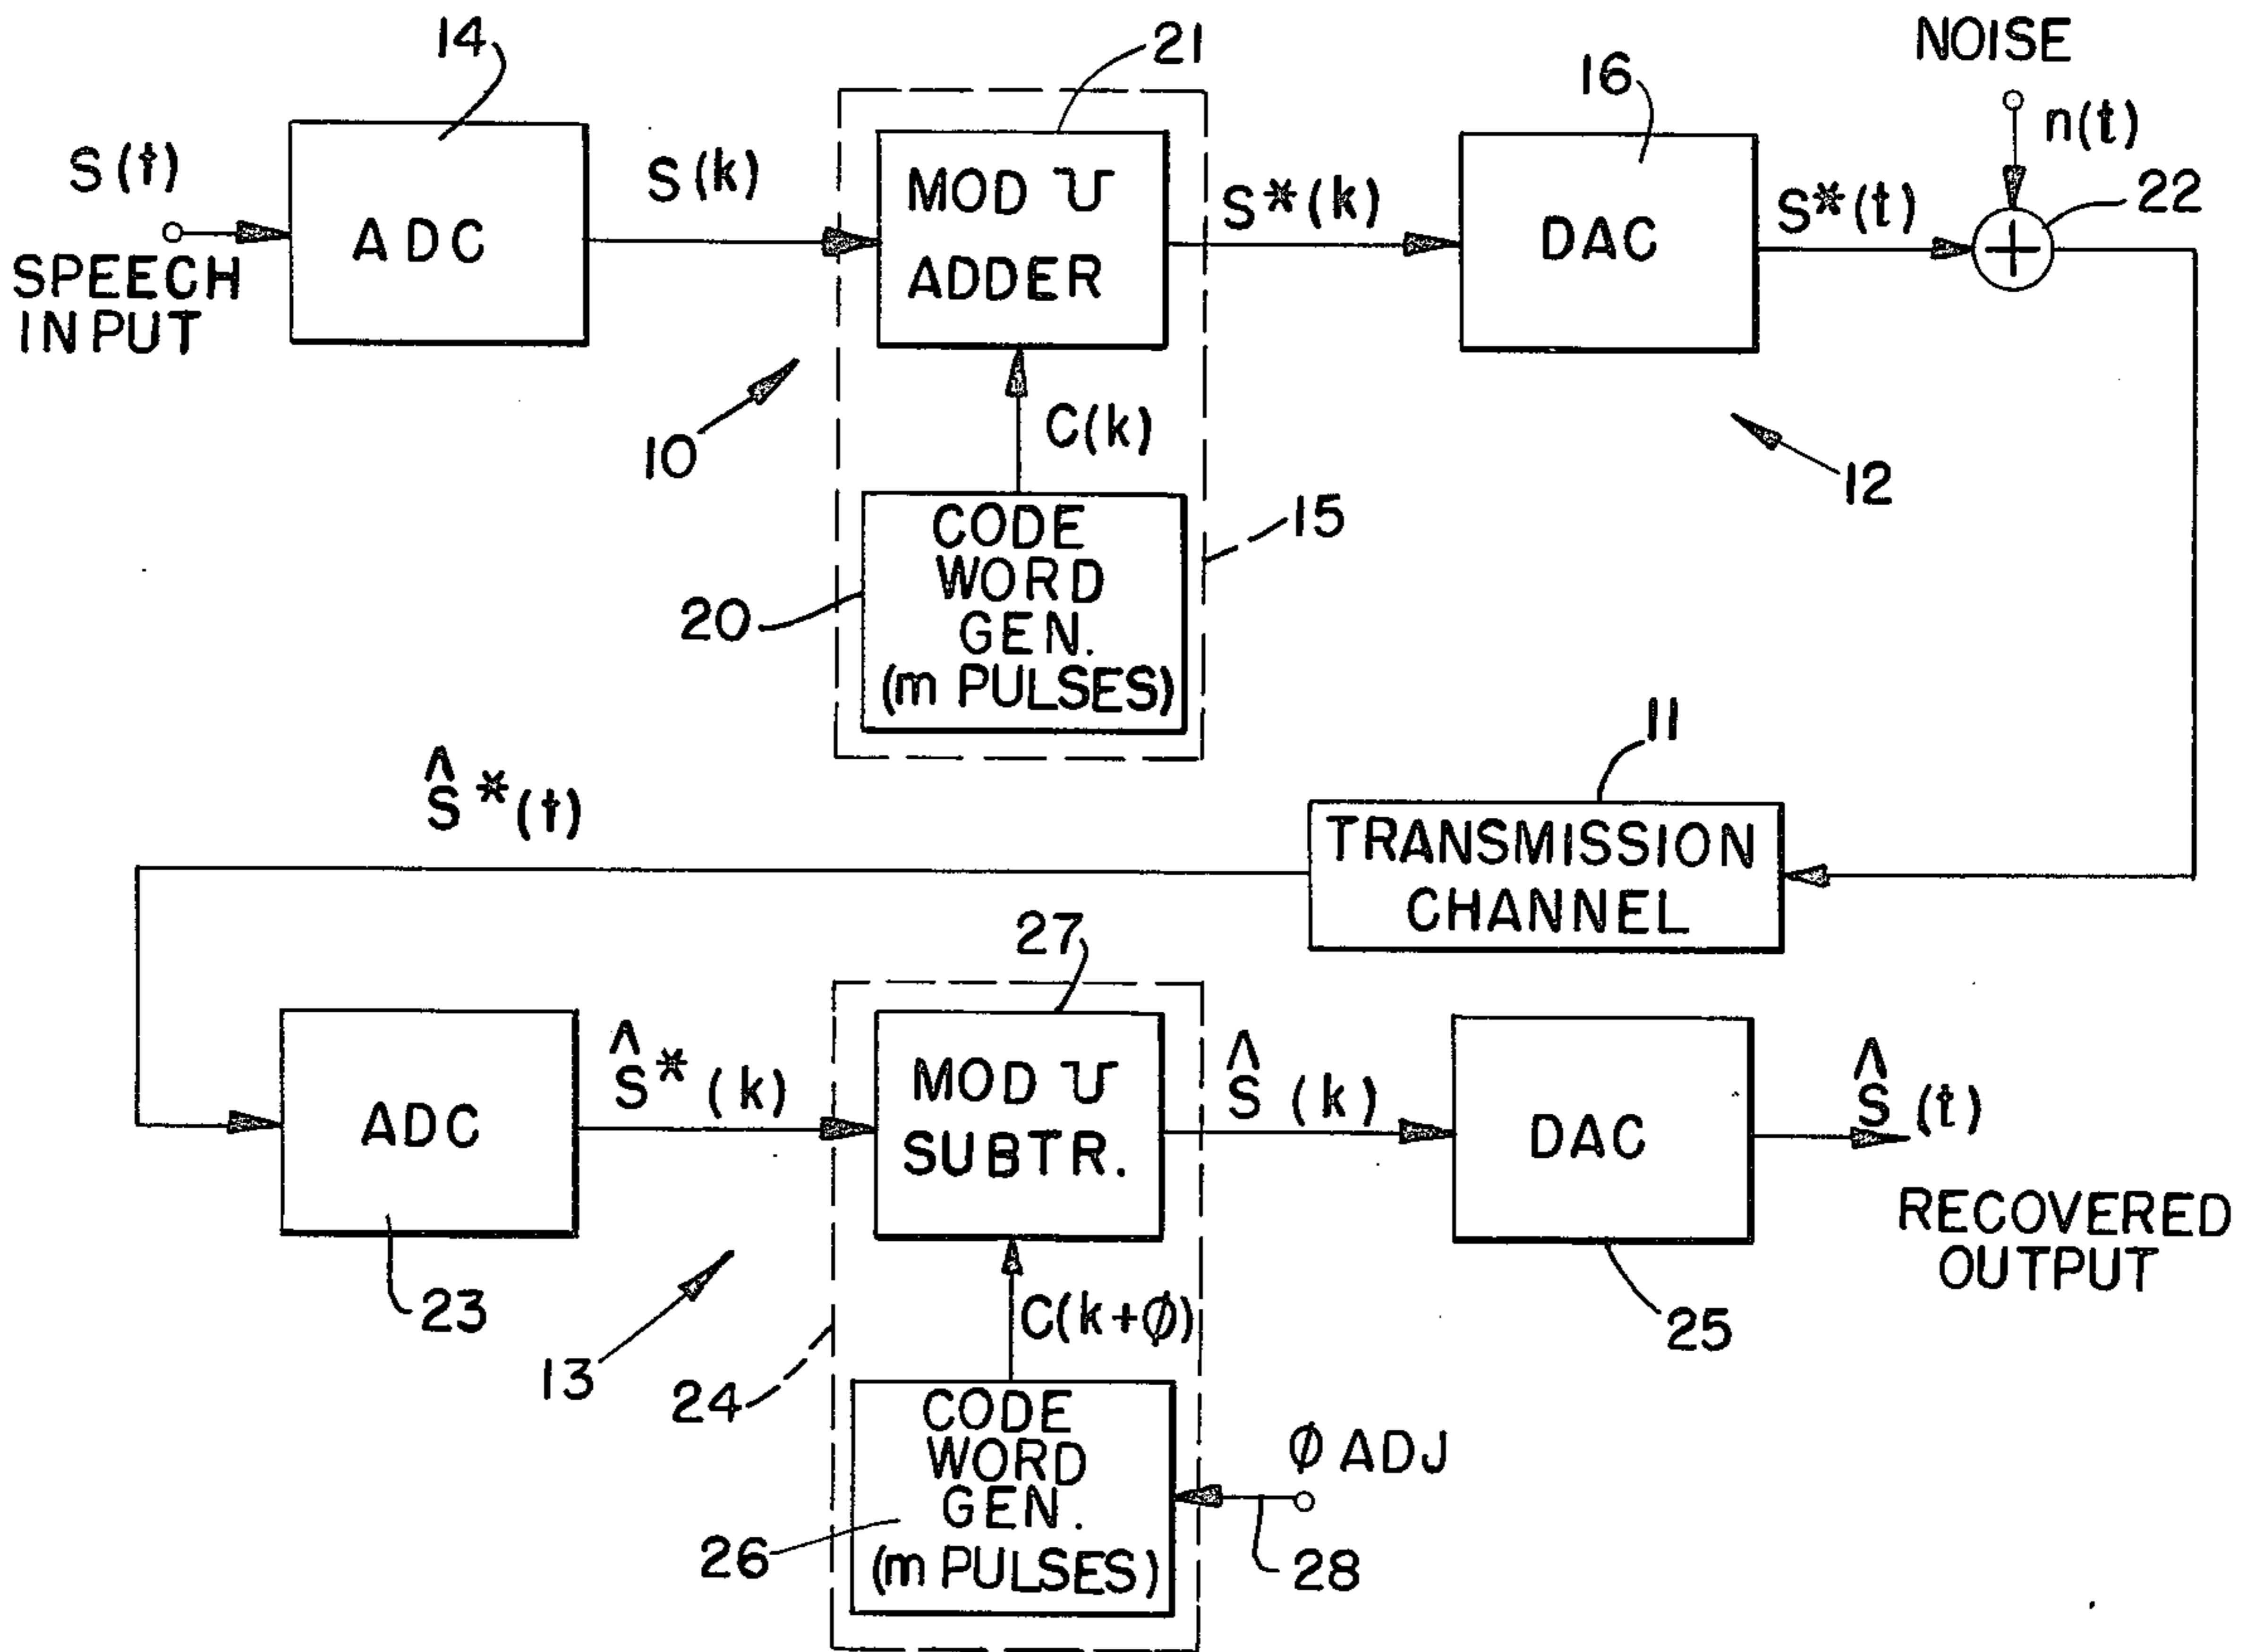 14
21
16
NOISE
n(t)
22
S(t)
SPEECH
INPUT
ADC
S(k)
MOD Ʊ
ADDER
S*(k)
DAC
S*(t)
10
C(k)
12
CODE
WORD
GEN.
(m PULSES)
15
20
11
Ŝ*(t)
TRANSMISSION
CHANNEL
27
ADC
Ŝ*(k)
MOD Ʊ
SUBTR.
Ŝ(k)
DAC
Ŝ(t)
RECOVERED
OUTPUT
23
C(k+φ)
25
13
24
CODE
WORD
GEN.
(m PULSES)
φ ADJ
26
28